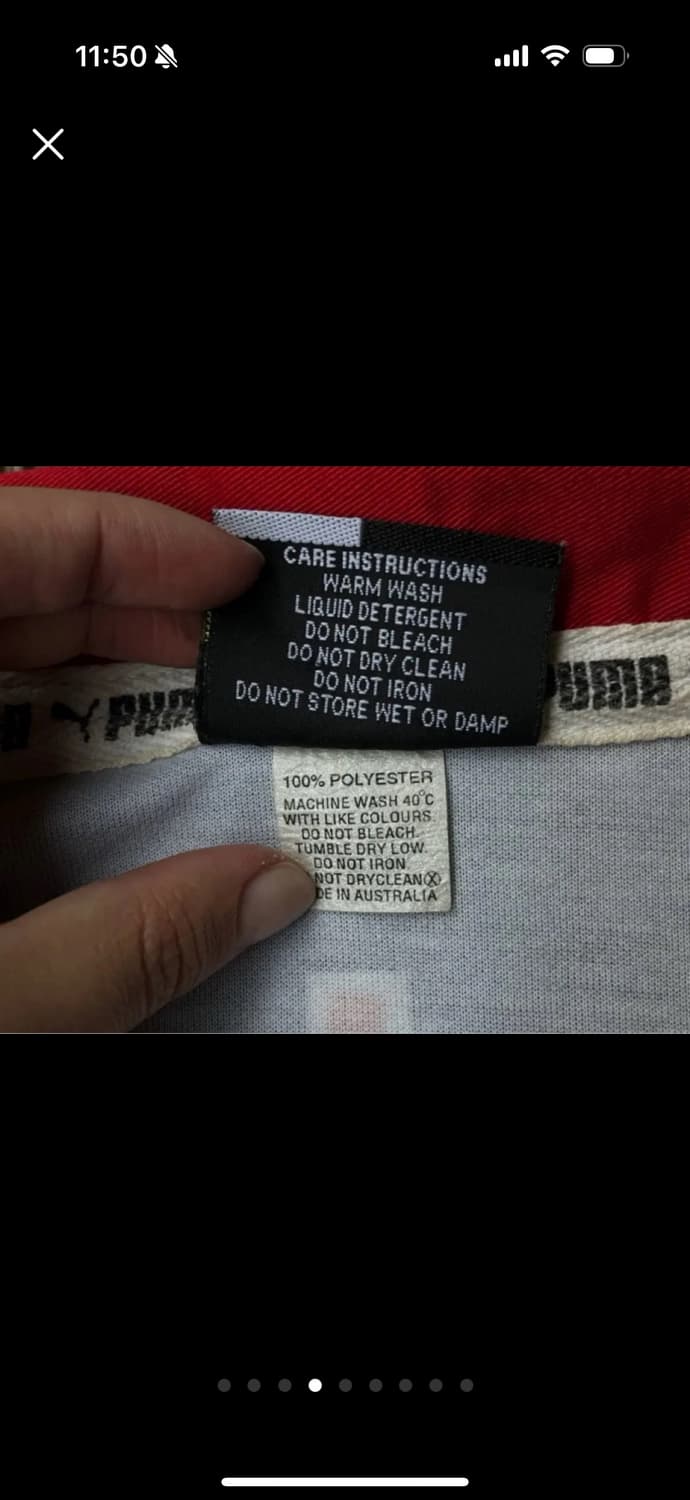 11:50
CARE INSTRUCTIONS
WARM WASH
LIQUID DETERGENT
DO NOT BLEACH
DO NOT DRY CLEAN
DO NOT IRON
DO NOT STORE WET OR DAMP
PUMA
PUMA
100% POLYESTER
MACHINE WASH 40°C
WITH LIKE COLOURS.
DO NOT BLEACH.
TUMBLE DRY LOW.
DO NOT IRON.
NOT DRYCLEAN Ⓧ
DE IN AUSTRALIA